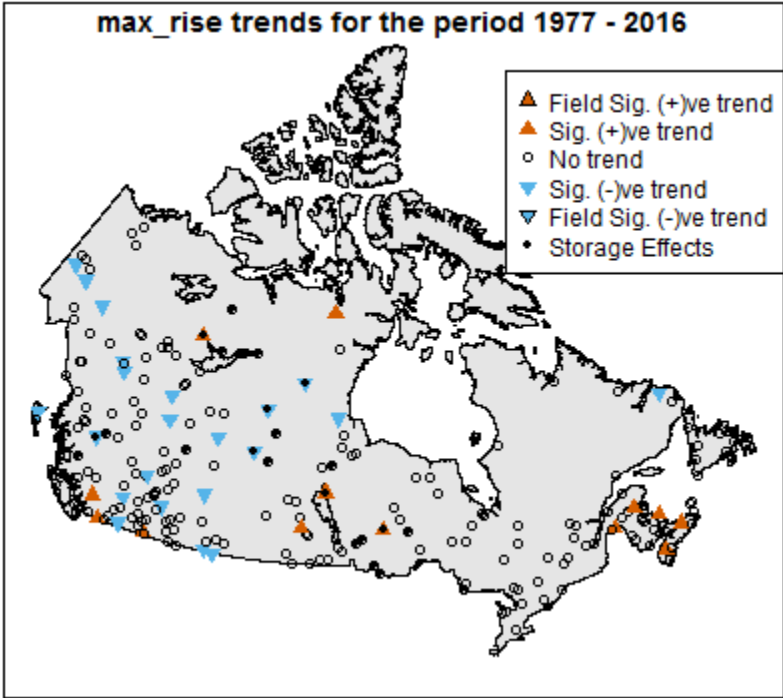 max_rise trends for the period 1977 - 2016
Field Sig. (+)ve trend
Sig. (+)ve trend
No trend
Sig. (-)ve trend
Field Sig. (-)ve trend
Storage Effects